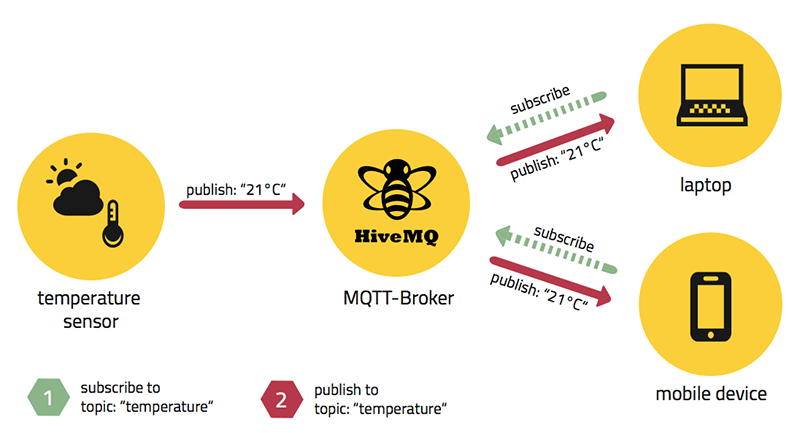 publish: “21°C“
temperature
sensor
HiveMQ
MQTT-Broker
subscribe
publish: “21°C“
laptop
subscribe
publish: “21°C“
mobile device
1
subscribe to
topic: “temperature“
2
publish to
topic: “temperature“